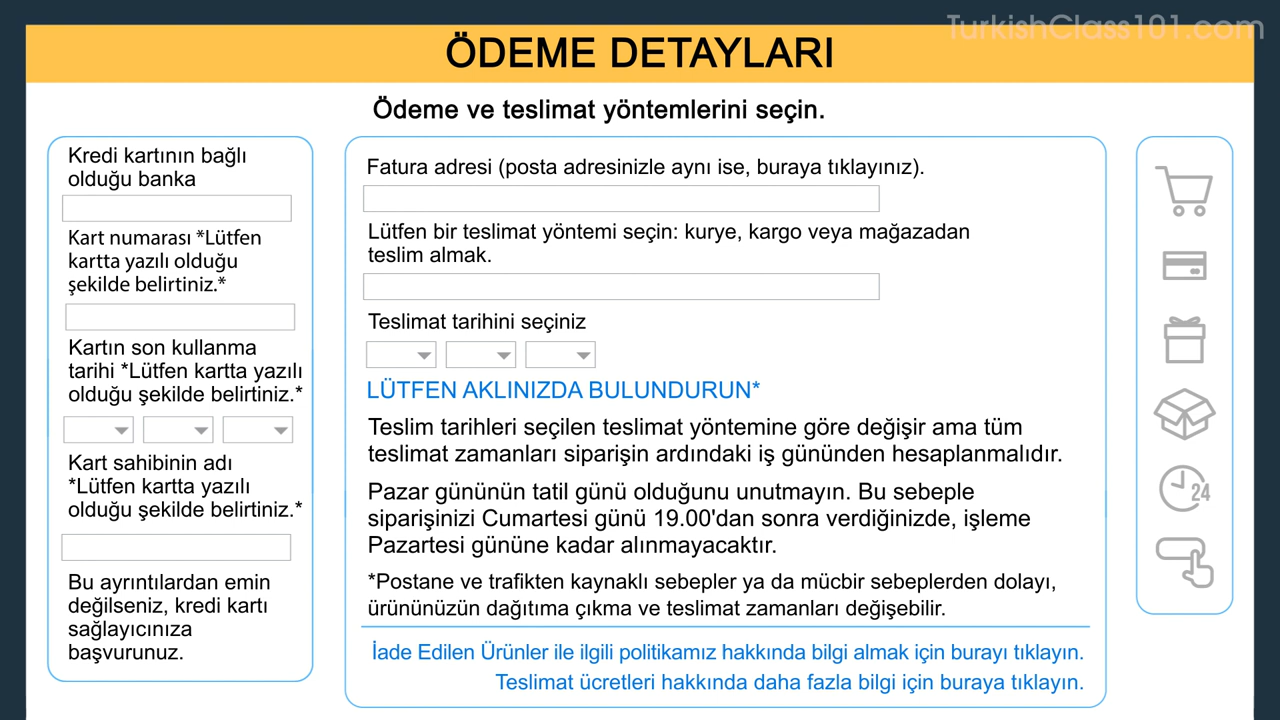 TurkishClass101.com
ÖDEME DETAYLARI
Ödeme ve teslimat yöntemlerini seçin.
Kredi kartının bağlı
olduğu banka
Kart numarası *Lütfen
kartta yazılı olduğu
şekilde belirtiniz.*
Kartın son kullanma
tarihi *Lütfen kartta yazılı
olduğu şekilde belirtiniz.*
Kart sahibinin adı
*Lütfen kartta yazılı
olduğu şekilde belirtiniz.*
Bu ayrıntılardan emin
değilseniz, kredi kartı
sağlayıcınıza
başvurunuz.
Fatura adresi (posta adresinizle aynı ise, buraya tıklayınız).
Lütfen bir teslimat yöntemi seçin: kurye, kargo veya mağazadan
teslim almak.
Teslimat tarihini seçiniz
LÜTFEN AKLINIZDA BULUNDURUN*
Teslim tarihleri seçilen teslimat yöntemine göre değişir ama tüm
teslimat zamanları siparişin ardındaki iş gününden hesaplanmalıdır.
Pazar gününün tatil günü olduğunu unutmayın. Bu sebeple
siparişinizi Cumartesi günü 19.00'dan sonra verdiğinizde, işleme
Pazartesi gününe kadar alınmayacaktır.
*Postane ve trafikten kaynaklı sebepler ya da mücbir sebeplerden dolayı,
ürününüzün dağıtıma çıkma ve teslimat zamanları değişebilir.
İade Edilen Ürünler ile ilgili politikamız hakkında bilgi almak için burayı tıklayın.
Teslimat ücretleri hakkında daha fazla bilgi için buraya tıklayın.
24